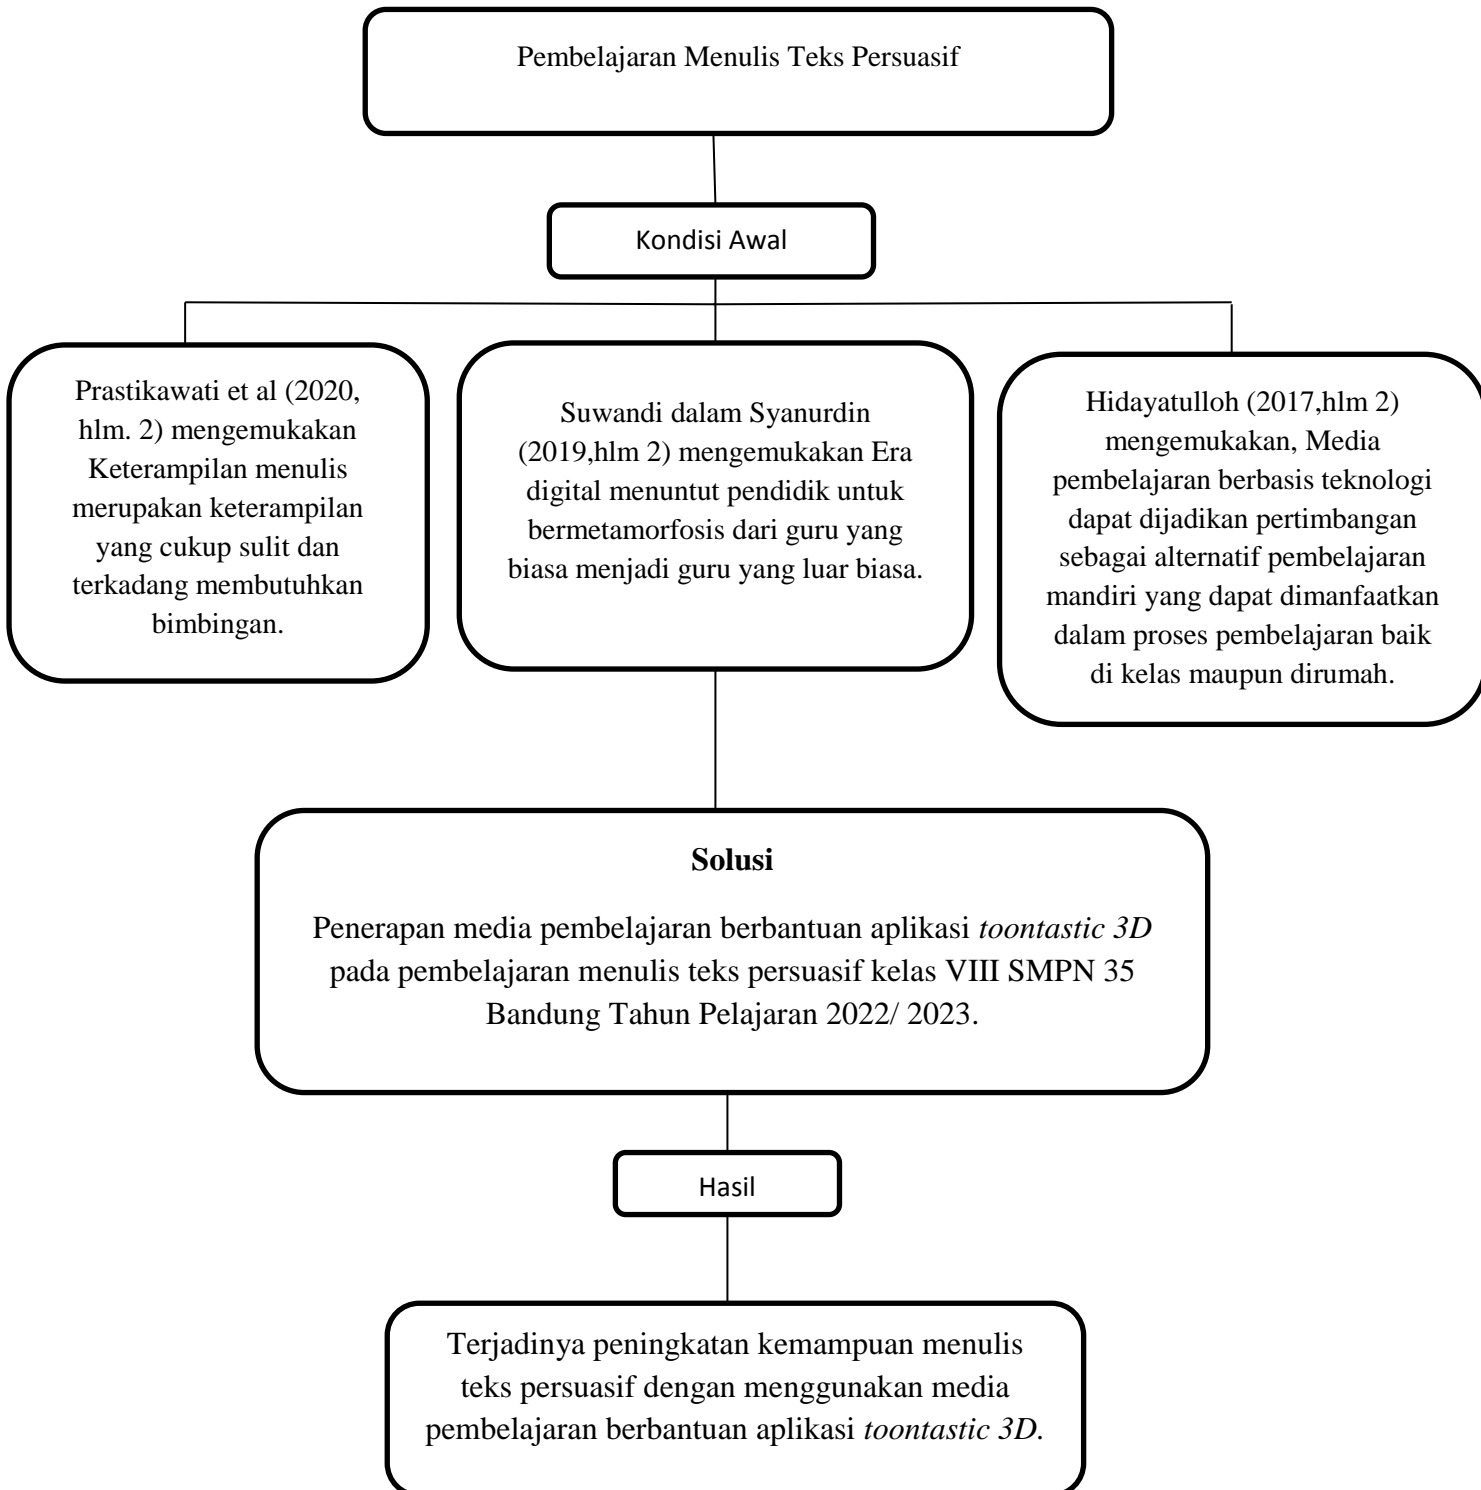 Pembelajaran Menulis Teks Persuasif
Kondisi Awal
Prastikawati et al (2020,
hlm. 2) mengemukakan
Keterampilan menulis
merupakan keterampilan
yang cukup sulit dan
terkadang membutuhkan
bimbingan.
Suwandi dalam Syanurdin
(2019,hlm 2) mengemukakan Era
digital menuntut pendidik untuk
bermetamorfosis dari guru yang
biasa menjadi guru yang luar biasa.
Hidayatulloh (2017,hlm 2)
mengemukakan, Media
pembelajaran berbasis teknologi
dapat dijadikan pertimbangan
sebagai alternatif pembelajaran
mandiri yang dapat dimanfaatkan
dalam proses pembelajaran baik
di kelas maupun dirumah.
Solusi
Penerapan media pembelajaran berbantuan aplikasi toontastic 3D
pada pembelajaran menulis teks persuasif kelas VIII SMPN 35
Bandung Tahun Pelajaran 2022/ 2023.
Hasil
Terjadinya peningkatan kemampuan menulis
teks persuasif dengan menggunakan media
pembelajaran berbantuan aplikasi toontastic 3D.